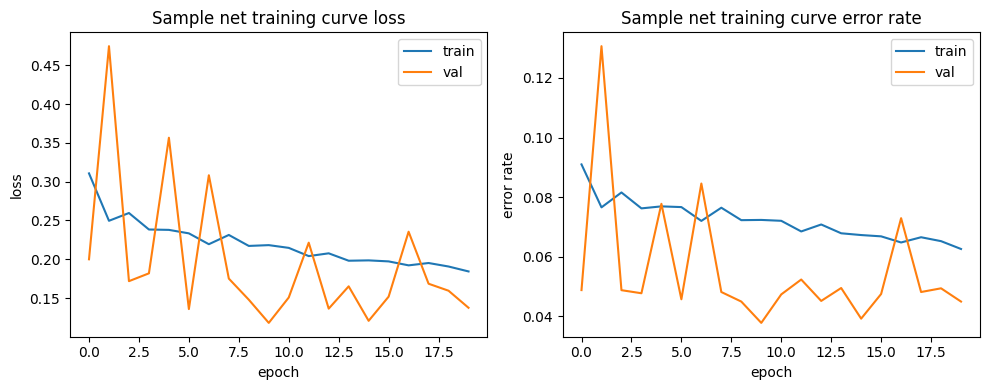 Sample net training curve loss
train
val
0.45
0.40
0.35
0.30
0.25
0.20
0.15
loss
0.0 2.5 5.0 7.5 10.0 12.5 15.0 17.5
epoch
Sample net training curve error rate
train
val
0.12
0.10
0.08
0.06
0.04
error rate
0.0 2.5 5.0 7.5 10.0 12.5 15.0 17.5
epoch